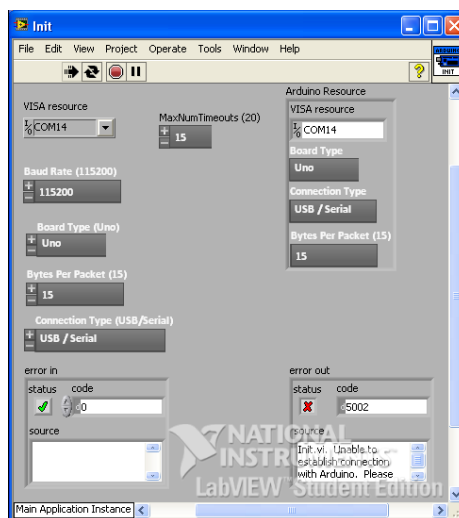 Init
File Edit View Project Operate Tools Window Help
ARDUINO
INIT
VISA resource
COM14
MaxNumTimeouts (20)
15
Baud Rate (115200)
115200
Board Type (Uno)
Uno
Bytes Per Packet (15)
15
Connection Type (USB/Serial)
USB / Serial
Arduino Resource
VISA resource
COM14
Board Type
Uno
Connection Type
USB / Serial
Bytes Per Packet (15)
15
error in
status code
0
source
error out
status code
5002
source
Init.vi. Unable to
establish connection
with Arduino. Please
NATIONAL
INSTRUMENTS
LabVIEW Student Edition
Main Application Instance